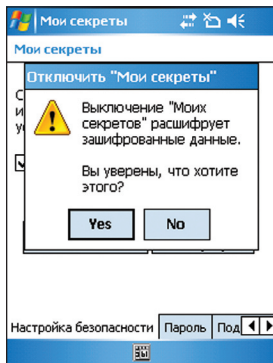 Мои секреты
Мои секреты
Отключить "Мои секреты"
Выключение "Моих
секретов" расшифрует
зашифрованные данные.
Вы уверены, что хотите
этого?
Yes
No
Настройка безопасности
Пароль
Под